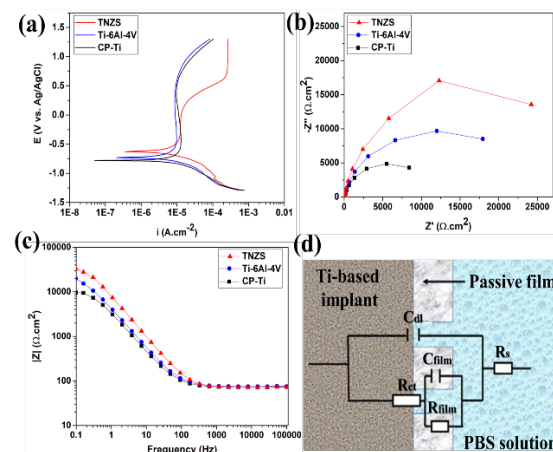 (a)
TNZS
Ti-6Al-4V
CP-Ti
E (V vs. Ag/AgCl)
1.5
1.0
0.5
0.0
-0.5
-1.0
-1.5
1E-8
1E-7
1E-6
1E-5
1E-4
0.001
0.01
i (A.cm-2)
(b)
TNZS
Ti-6Al-4V
CP-Ti
-Z'' (Ω.cm2)
25000
20000
15000
10000
5000
0
0
5000
10000
15000
20000
25000
Z' (Ω.cm2)
(c)
TNZS
Ti-6Al-4V
CP-Ti
|Z| (Ω.cm2)
100000
10000
1000
100
10
0.1
1
10
100
1000
10000
100000
Frequency (Hz)
(d)
Ti-based
implant
Passive film
Cdl
Cfilm
Rs
Rct
Rfilm
PBS solution